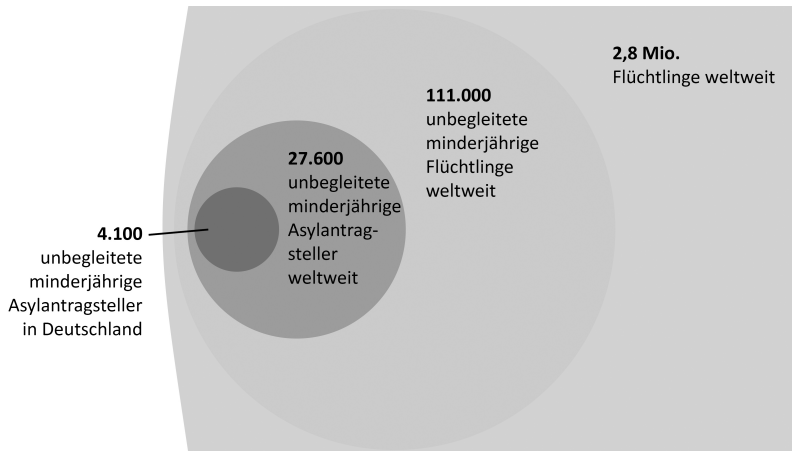 2,8 Mio.
Flüchtlinge weltweit
111.000
unbegleitete
minderjährige
Flüchtlinge
weltweit
27.600
unbegleitete
minderjährige
Asylantrag-
steller
weltweit
4.100
unbegleitete
minderjährige
Asylantragsteller
in Deutschland